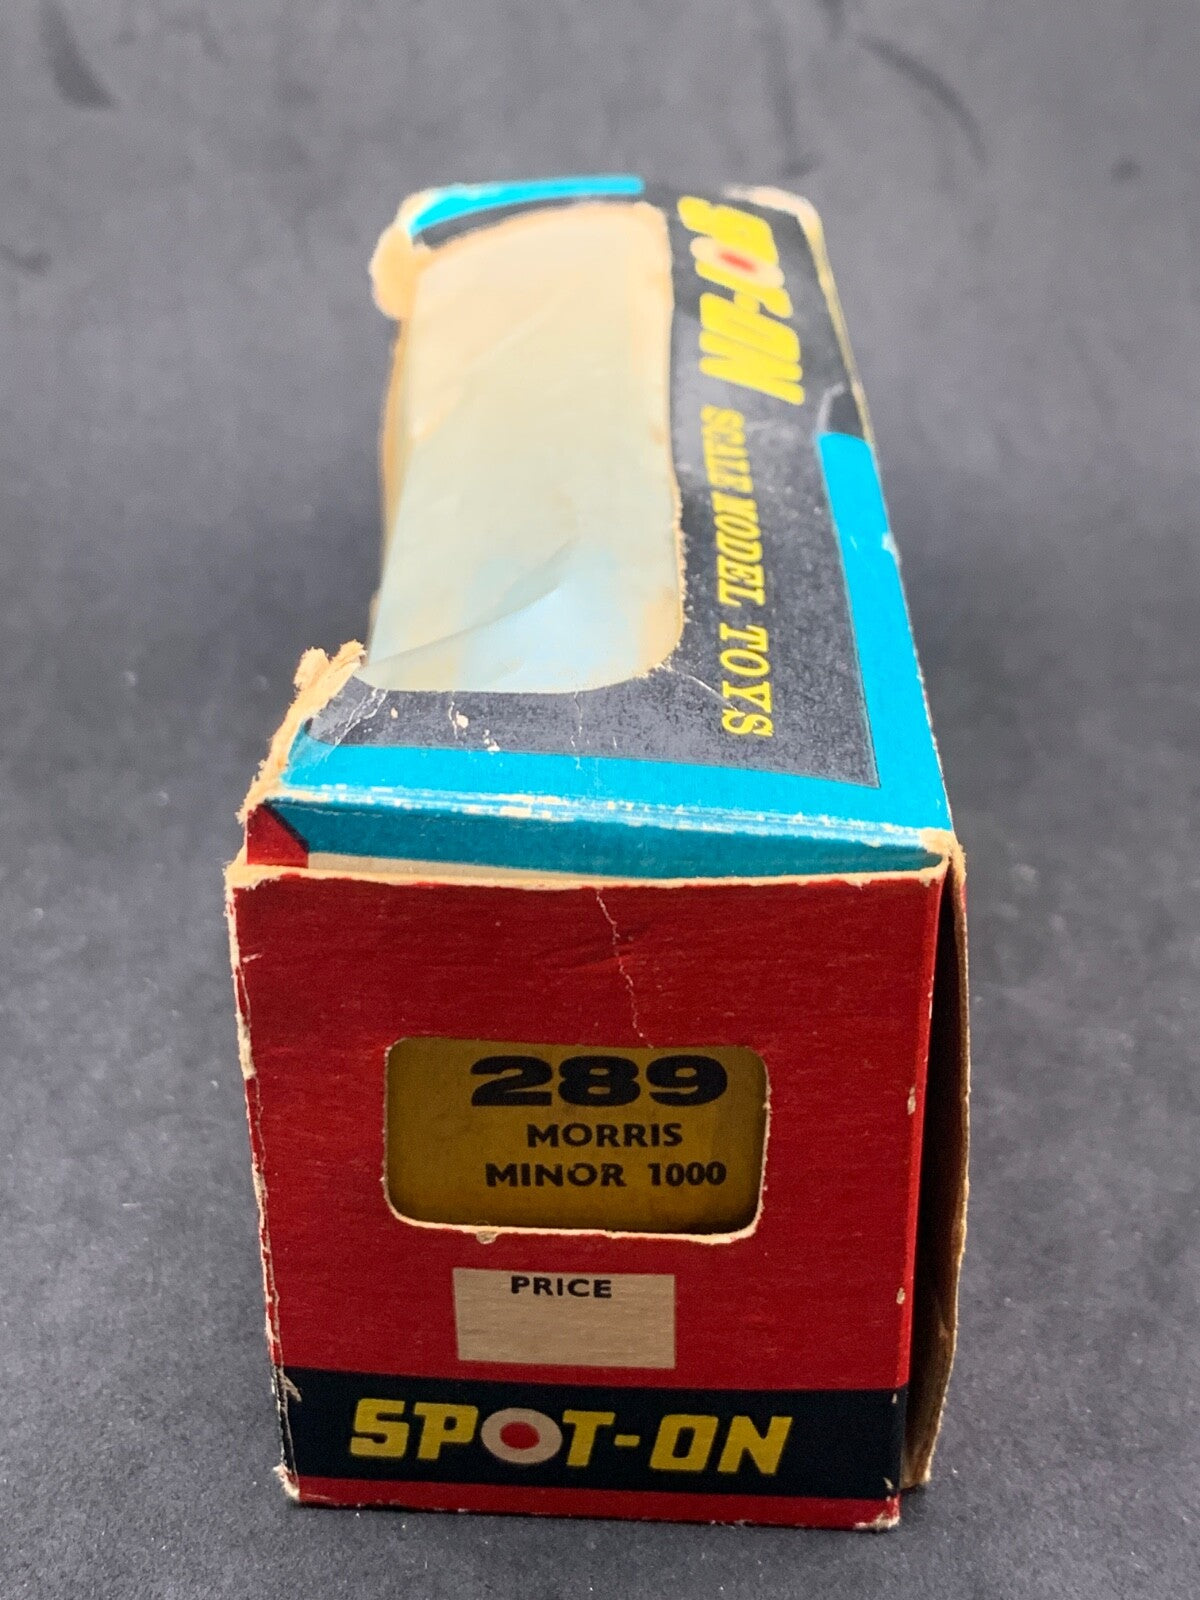 SPOT-ON
SCALE MODEL TOYS
289
MORRIS
MINOR 1000
PRICE
SPOT-ON